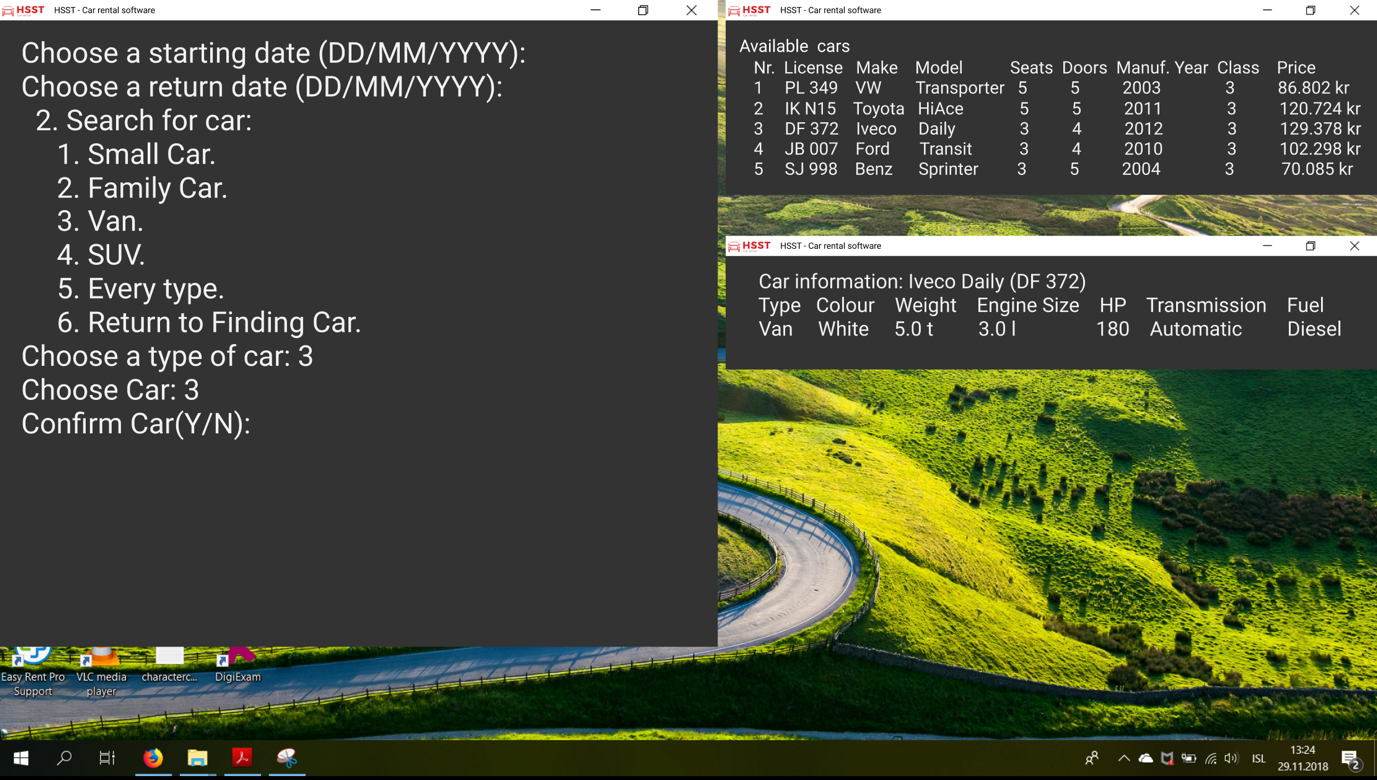 HSST HSST - Car rental software
Choose a starting date (DD/MM/YYYY):
Choose a return date (DD/MM/YYYY):
2. Search for car:
1. Small Car.
2. Family Car.
3. Van.
4. SUV.
5. Every type.
6. Return to Finding Car.
Choose a type of car: 3
Choose Car: 3
Confirm Car(Y/N):
HSST HSST - Car rental software
Available cars
Nr. License Make Model Seats Doors Manuf. Year Class Price
1 PL 349 VW Transporter 5 5 2003 3 86.802 kr
2 IK N15 Toyota HiAce 5 5 2011 3 120.724 kr
3 DF 372 Iveco Daily 3 4 2012 3 129.378 kr
4 JB 007 Ford Transit 3 4 2010 3 102.298 kr
5 SJ 998 Benz Sprinter 3 5 2004 3 70.085 kr
HSST HSST - Car rental software
Car information: Iveco Daily (DF 372)
Type Colour Weight Engine Size HP Transmission Fuel
Van White 5.0 t 3.0 l 180 Automatic Diesel
Easy Rent Pro
Support
VLC media
player
characterc...
DigiExam
ISL
13:24
29.11.2018
2